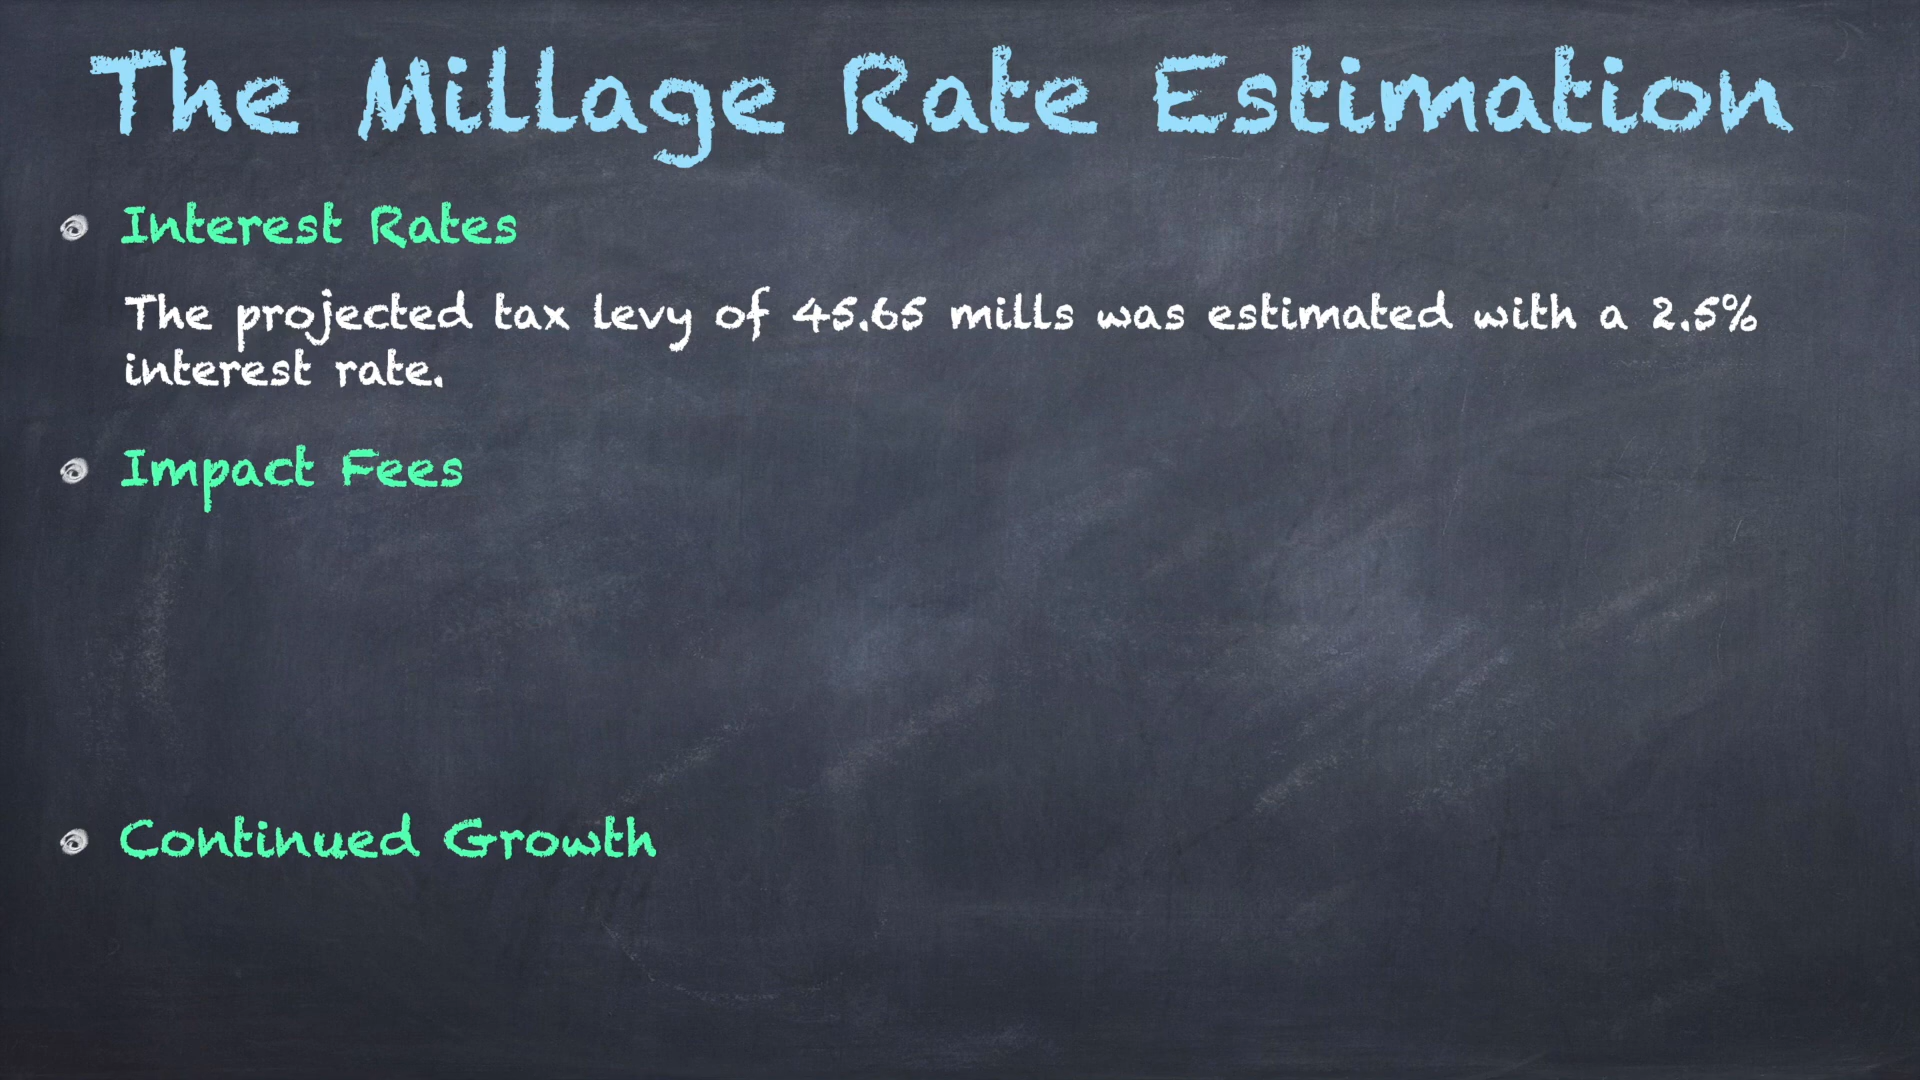 The Millage Rate Estimation
Interest Rates
The projected tax levy of 45.65 mills was estimated with a 2.5%
interest rate.
Impact Fees
Continued Growth